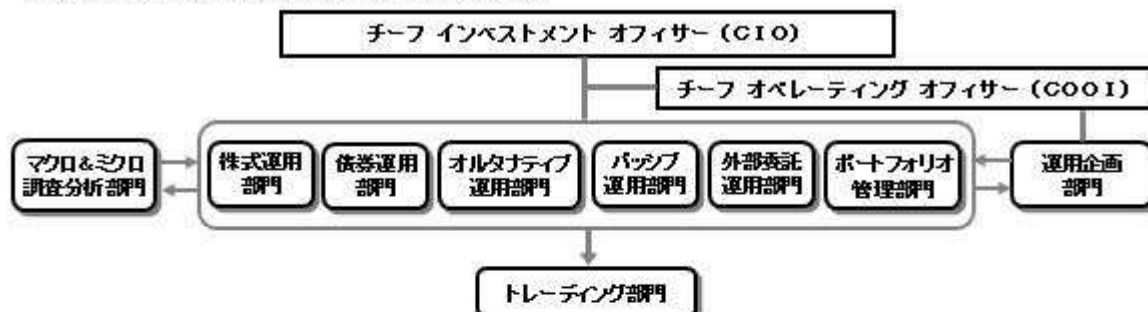 チーフ インベストメント オフィサー (CIO)
チーフ オペレーティング オフィサー (COOI)
マクロ&ミクロ
調査分析部門
株式運用
部門
債券運用
部門
オルタナティブ
運用部門
パッシブ
運用部門
外部委託
運用部門
ポートフォリオ
管理部門
運用企画
部門
トレーディング部門